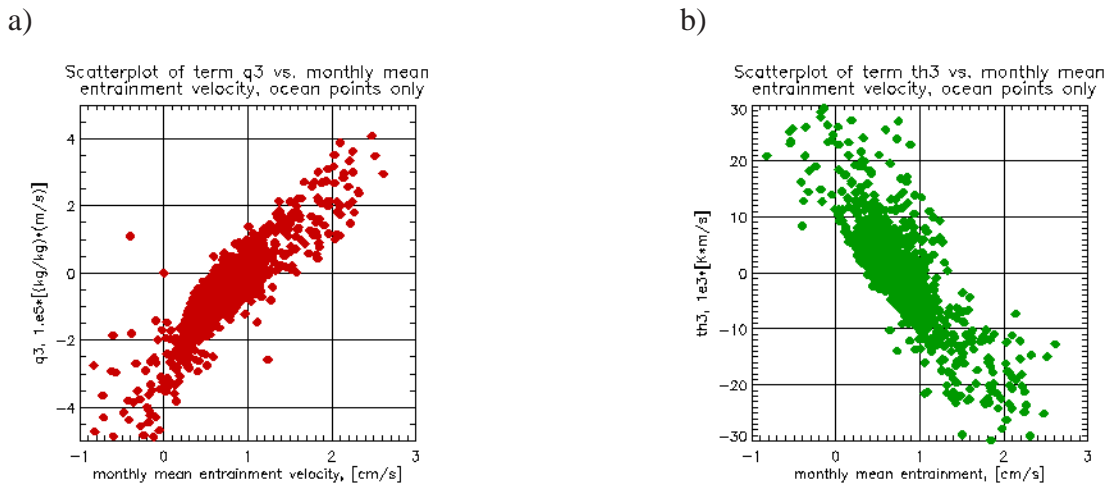 a)
Scatterplot of term q3 vs. monthly mean
entrainment velocity, ocean points only
4
2
0
-2
-4
q3, 1.e5*[(kg/kg)*(m/s)]
-1 0 1 2 3
monthly mean entrainment velocity, [cm/s]
b)
Scatterplot of term th3 vs. monthly mean
entrainment velocity, ocean points only
30
20
10
0
-10
-20
-30
th3, 1e3*[K*m/s]
-1 0 1 2 3
monthly mean entrainment, [cm/s]